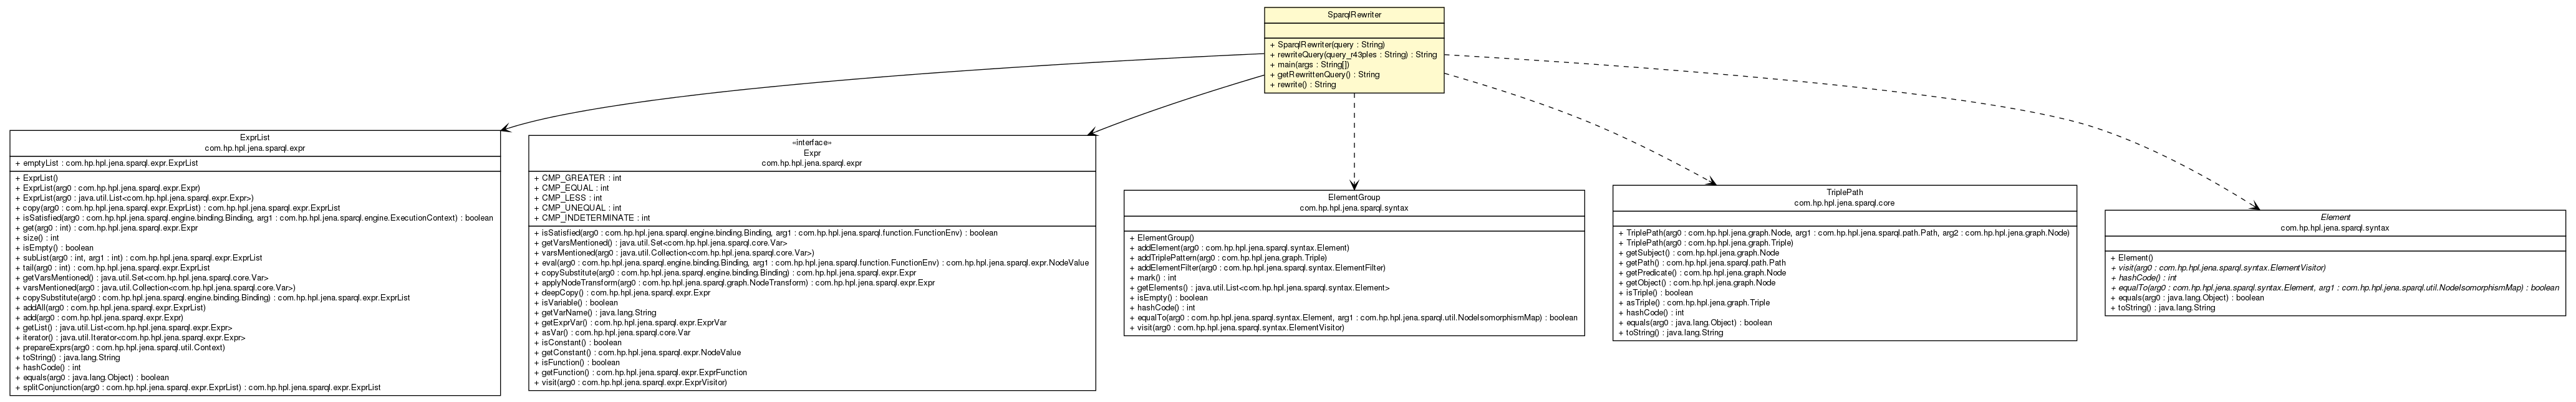 SparqlRewriter
+ SparqlRewriter(query : String)
+ rewriteQuery(query_r43ples : String) : String
+ main(args : String[])
+ getRewrittenQuery() : String
+ rewrite() : String
ExprList
com.hp.hpl.jena.sparql.expr
+ emptyList : com.hp.hpl.jena.sparql.expr.ExprList
+ ExprList()
+ ExprList(arg0 : com.hp.hpl.jena.sparql.expr.Expr)
+ ExprList(arg0 : java.util.List<com.hp.hpl.jena.sparql.expr.Expr>)
+ copy(arg0 : com.hp.hpl.jena.sparql.expr.ExprList) : com.hp.hpl.jena.sparql.expr.ExprList
+ isSatisfied(arg0 : com.hp.hpl.jena.sparql.engine.binding.Binding, arg1 : com.hp.hpl.jena.sparql.engine.ExecutionContext) : boolean
+ get(arg0 : int) : com.hp.hpl.jena.sparql.expr.Expr
+ size() : int
+ isEmpty() : boolean
+ subList(arg0 : int, arg1 : int) : com.hp.hpl.jena.sparql.expr.ExprList
+ tail(arg0 : int) : com.hp.hpl.jena.sparql.expr.ExprList
+ getVarsMentioned() : java.util.Set<com.hp.hpl.jena.sparql.core.Var>
+ varsMentioned(arg0 : java.util.Collection<com.hp.hpl.jena.sparql.core.Var>)
+ copySubstitute(arg0 : com.hp.hpl.jena.sparql.engine.binding.Binding) : com.hp.hpl.jena.sparql.expr.ExprList
+ addAll(arg0 : com.hp.hpl.jena.sparql.expr.ExprList)
+ add(arg0 : com.hp.hpl.jena.sparql.expr.Expr)
+ getList() : java.util.List<com.hp.hpl.jena.sparql.expr.Expr>
+ iterator() : java.util.Iterator<com.hp.hpl.jena.sparql.expr.Expr>
+ prepareExprs(arg0 : com.hp.hpl.jena.sparql.util.Context)
+ toString() : java.lang.String
+ hashCode() : int
+ equals(arg0 : java.lang.Object) : boolean
+ splitConjunction(arg0 : com.hp.hpl.jena.sparql.expr.ExprList) : com.hp.hpl.jena.sparql.expr.ExprList
«interface»
Expr
com.hp.hpl.jena.sparql.expr
+ CMP_GREATER : int
+ CMP_EQUAL : int
+ CMP_LESS : int
+ CMP_UNEQUAL : int
+ CMP_INDETERMINATE : int
+ isSatisfied(arg0 : com.hp.hpl.jena.sparql.engine.binding.Binding, arg1 : com.hp.hpl.jena.sparql.function.FunctionEnv) : boolean
+ getVarsMentioned() : java.util.Set<com.hp.hpl.jena.sparql.core.Var>
+ varsMentioned(arg0 : java.util.Collection<com.hp.hpl.jena.sparql.core.Var>)
+ eval(arg0 : com.hp.hpl.jena.sparql.engine.binding.Binding, arg1 : com.hp.hpl.jena.sparql.function.FunctionEnv) : com.hp.hpl.jena.sparql.expr.NodeValue
+ copySubstitute(arg0 : com.hp.hpl.jena.sparql.engine.binding.Binding) : com.hp.hpl.jena.sparql.expr.Expr
+ applyNodeTransform(arg0 : com.hp.hpl.jena.sparql.graph.NodeTransform) : com.hp.hpl.jena.sparql.expr.Expr
+ deepCopy() : com.hp.hpl.jena.sparql.expr.Expr
+ isVariable() : boolean
+ getVarName() : java.lang.String
+ getExprVar() : com.hp.hpl.jena.sparql.expr.ExprVar
+ asVar() : com.hp.hpl.jena.sparql.core.Var
+ isConstant() : boolean
+ getConstant() : com.hp.hpl.jena.sparql.expr.NodeValue
+ isFunction() : boolean
+ getFunction() : com.hp.hpl.jena.sparql.expr.ExprFunction
+ visit(arg0 : com.hp.hpl.jena.sparql.expr.ExprVisitor)
ElementGroup
com.hp.hpl.jena.sparql.syntax
+ ElementGroup()
+ addElement(arg0 : com.hp.hpl.jena.sparql.syntax.Element)
+ addTriplePattern(arg0 : com.hp.hpl.jena.graph.Triple)
+ addElementFilter(arg0 : com.hp.hpl.jena.sparql.syntax.ElementFilter)
+ mark() : int
+ getElements() : java.util.List<com.hp.hpl.jena.sparql.syntax.Element>
+ isEmpty() : boolean
+ hashCode() : int
+ equalTo(arg0 : com.hp.hpl.jena.sparql.syntax.Element, arg1 : com.hp.hpl.jena.sparql.util.NodeIsomorphismMap) : boolean
+ visit(arg0 : com.hp.hpl.jena.sparql.syntax.ElementVisitor)
TriplePath
com.hp.hpl.jena.sparql.core
+ TriplePath(arg0 : com.hp.hpl.jena.graph.Node, arg1 : com.hp.hpl.jena.sparql.path.Path, arg2 : com.hp.hpl.jena.graph.Node)
+ TriplePath(arg0 : com.hp.hpl.jena.graph.Triple)
+ getSubject() : com.hp.hpl.jena.graph.Node
+ getPath() : com.hp.hpl.jena.sparql.path.Path
+ getPredicate() : com.hp.hpl.jena.graph.Node
+ getObject() : com.hp.hpl.jena.graph.Node
+ isTriple() : boolean
+ asTriple() : com.hp.hpl.jena.graph.Triple
+ hashCode() : int
+ equals(arg0 : java.lang.Object) : boolean
+ toString() : java.lang.String
Element
com.hp.hpl.jena.sparql.syntax
+ Element()
+ visit(arg0 : com.hp.hpl.jena.sparql.syntax.ElementVisitor)
+ hashCode() : int
+ equalTo(arg0 : com.hp.hpl.jena.sparql.syntax.Element, arg1 : com.hp.hpl.jena.sparql.util.NodeIsomorphismMap) : boolean
+ equals(arg0 : java.lang.Object) : boolean
+ toString() : java.lang.String